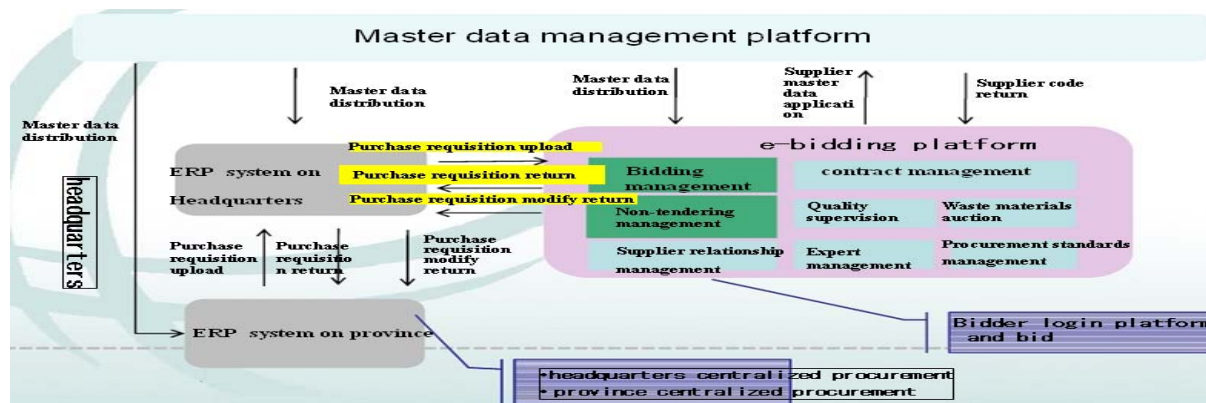 Master data management platform
Master data
distribution
Master data
distribution
Master data
distribution
Supplier
master
data
applicati
on
Supplier code
return
headquarters
ERP system on
Headquarters
Purchase requisition upload
Purchase requisition return
Purchase requisition modify return
e-bidding platform
Bidding
management
contract management
Non-tendering
management
Quality
supervision
Waste materials
auction
Supplier relationship
management
Expert
management
Procurement standards
management
Purchase
requisition
upload
Purchase
requisitio
n return
Purchase
requisition
modify
return
ERP system on province
Bidder login platform
and bid
•headquarters centralized procurement
•province centralized procurement